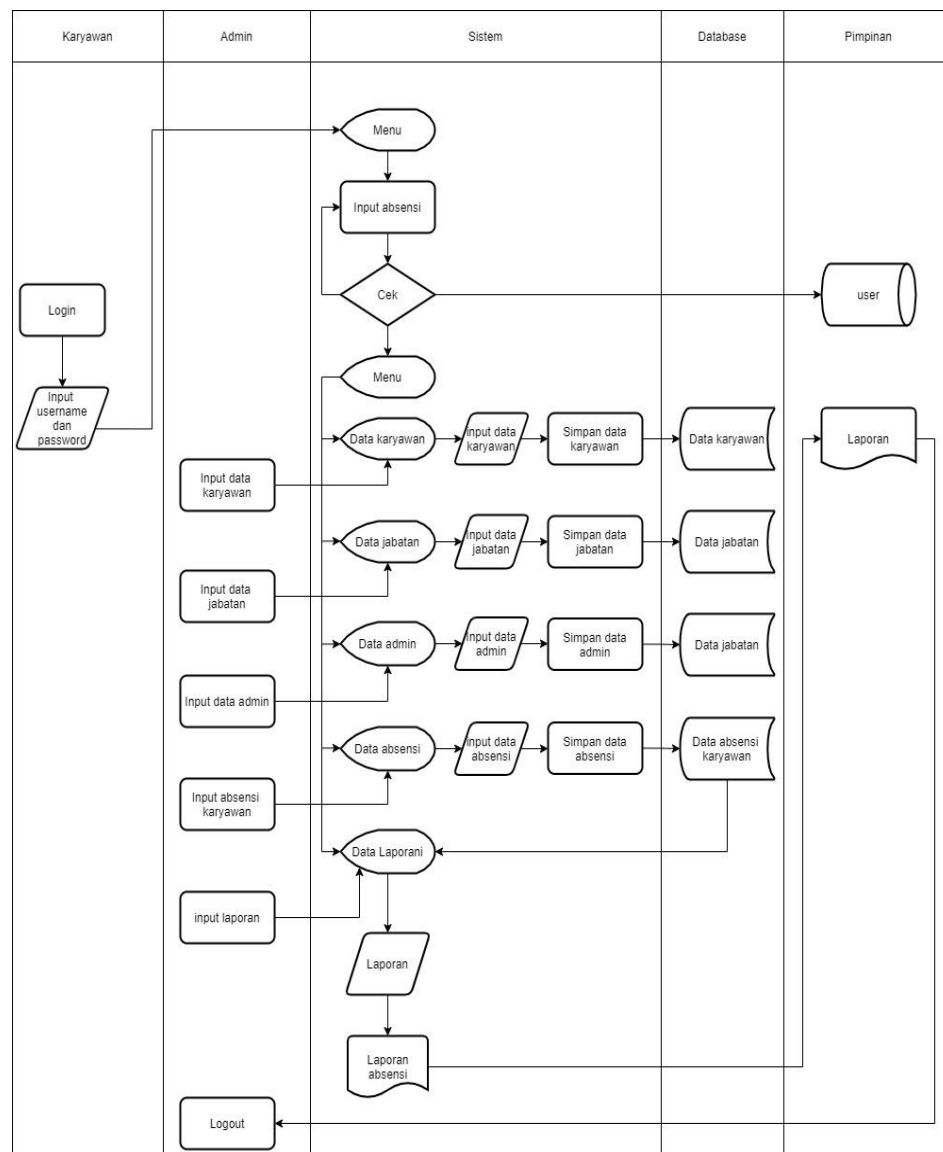 Karyawan
Admin
Sistem
Database
Pimpinan
Menu
Input absensi
Cek
user
Login
Input
username
dan
password
Menu
Data karyawan
input data
karyawan
Simpan data
karyawan
Data karyawan
Laporan
Input data
karyawan
Data jabatan
Input data
jabatan
Simpan data
jabatan
Data jabatan
Input data
jabatan
Data admin
Input data
admin
Simpan data
admin
Data jabatan
Input data admin
Data absensi
input data
absensi
Simpan data
absensi
Data absensi
karyawan
Input absensi
karyawan
Data Laporani
input laporan
Laporan
Laporan
absensi
Logout